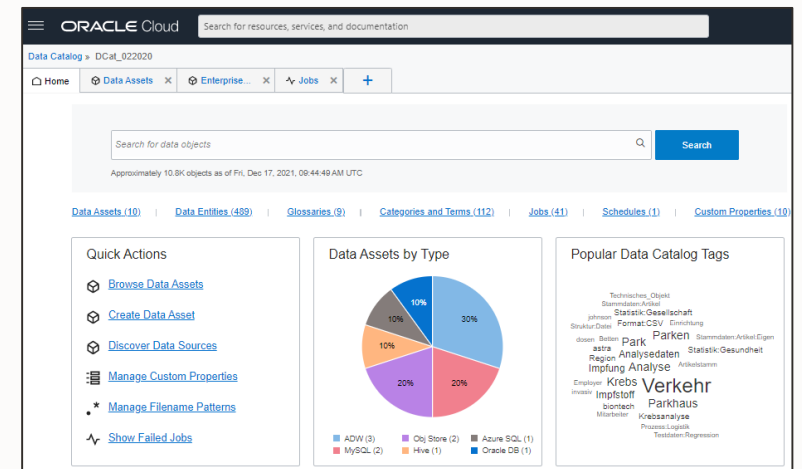 ORACLE Cloud
Search for resources, services, and documentation
Data Catalog » DCat_022020
Home
Data Assets ×
Enterprise... ×
Jobs ×
+
Search for data objects
Search
Approximately 10.8K objects as of Fri, Dec 17, 2021, 09:44:49 AM UTC
Data Assets (10) | Data Entities (489) | Glossaries (9) | Categories and Terms (112) | Jobs (41) | Schedules (1) | Custom Properties (10)
Quick Actions
Browse Data Assets
Create Data Asset
Discover Data Sources
Manage Custom Properties
.* Manage Filename Patterns
Show Failed Jobs
Data Assets by Type
10%
30%
10%
10%
20%
20%
ADW (3)
Obj Store (2)
Azure SQL (1)
MySQL (2)
Hive (1)
Oracle DB (1)
Popular Data Catalog Tags
Technisches_Objekt
Stammdaten:Artikel
johnson Statistik:Gesellschaft
Struktur:Datei Format:CSV Einrichtung
dosen Betten Park Parken Stammdaten:Artikel.Eigen
astra Analysedaten Statistik:Gesundheit
Region
Impfung Analyse Artikelstamm
Employer Krebs Verkehr
invasiv Impfstoff
biontech Parkhaus
Mitarbeiter Krebsanalyse
Prozess:Logistik
Testdaten:Regression